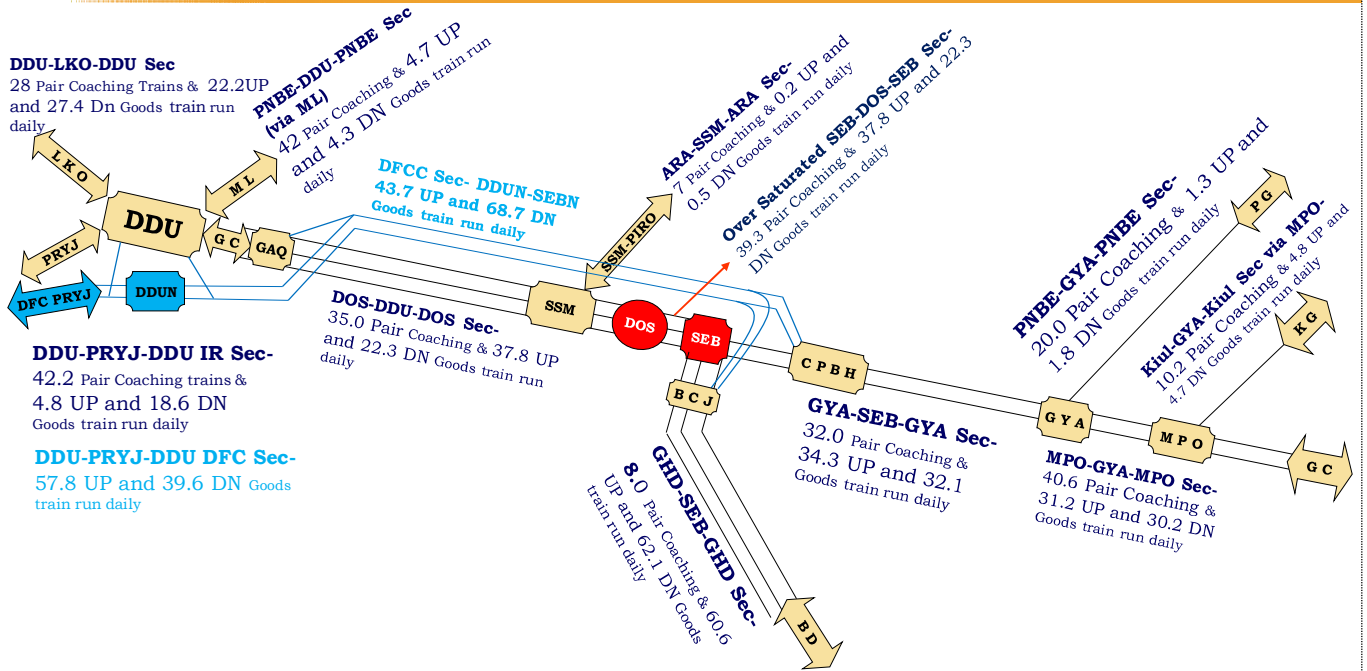 DDU-LKO-DDU Sec
28 Pair Coaching Trains & 22.2UP
and 27.4 Dn Goods train run
daily
PNBE-DDU-PNBE Sec
(via ML)
42 Pair Coaching & 4.7 UP
and 4.3 DN Goods train run
daily
DFCC Sec- DDUN-SEBN
43.7 UP and 68.7 DN
Goods train run daily
ARA-SSM-ARA Sec-
7 Pair Coaching & 0.2 UP and
0.5 DN Goods train run daily
Over Saturated SEB-DOS-SEB Sec-
39.3 Pair Coaching & 37.8 UP and 22.3
DN Goods train run daily
PNBE-GYA-PNBE Sec-
20.0 Pair Coaching & 1.3 UP and
1.8 DN Goods train run daily
Kiul-GYA-Kiul Sec via MPO-
10.2 Pair Coaching & 4.8 UP and
4.7 DN Goods train run daily
LKO
ML
DDU
PRYJ
GC
GAQ
DFC PRYJ
DDUN
SSM-PIRO
SSM
DOS
SEB
BCJ
CPBH
GYA
MPO
PG
KG
GC
BD
DOS-DDU-DOS Sec-
35.0 Pair Coaching & 37.8 UP
and 22.3 DN Goods train run
daily
DDU-PRYJ-DDU IR Sec-
42.2 Pair Coaching trains &
4.8 UP and 18.6 DN
Goods train run daily
DDU-PRYJ-DDU DFC Sec-
57.8 UP and 39.6 DN Goods
train run daily
GHD-SEB-GHD Sec-
8.0 Pair Coaching & 60.6
UP and 62.1 DN Goods
train run daily
GYA-SEB-GYA Sec-
32.0 Pair Coaching &
34.3 UP and 32.1
Goods train run daily
MPO-GYA-MPO Sec-
40.6 Pair Coaching &
31.2 UP and 30.2 DN
Goods train run daily